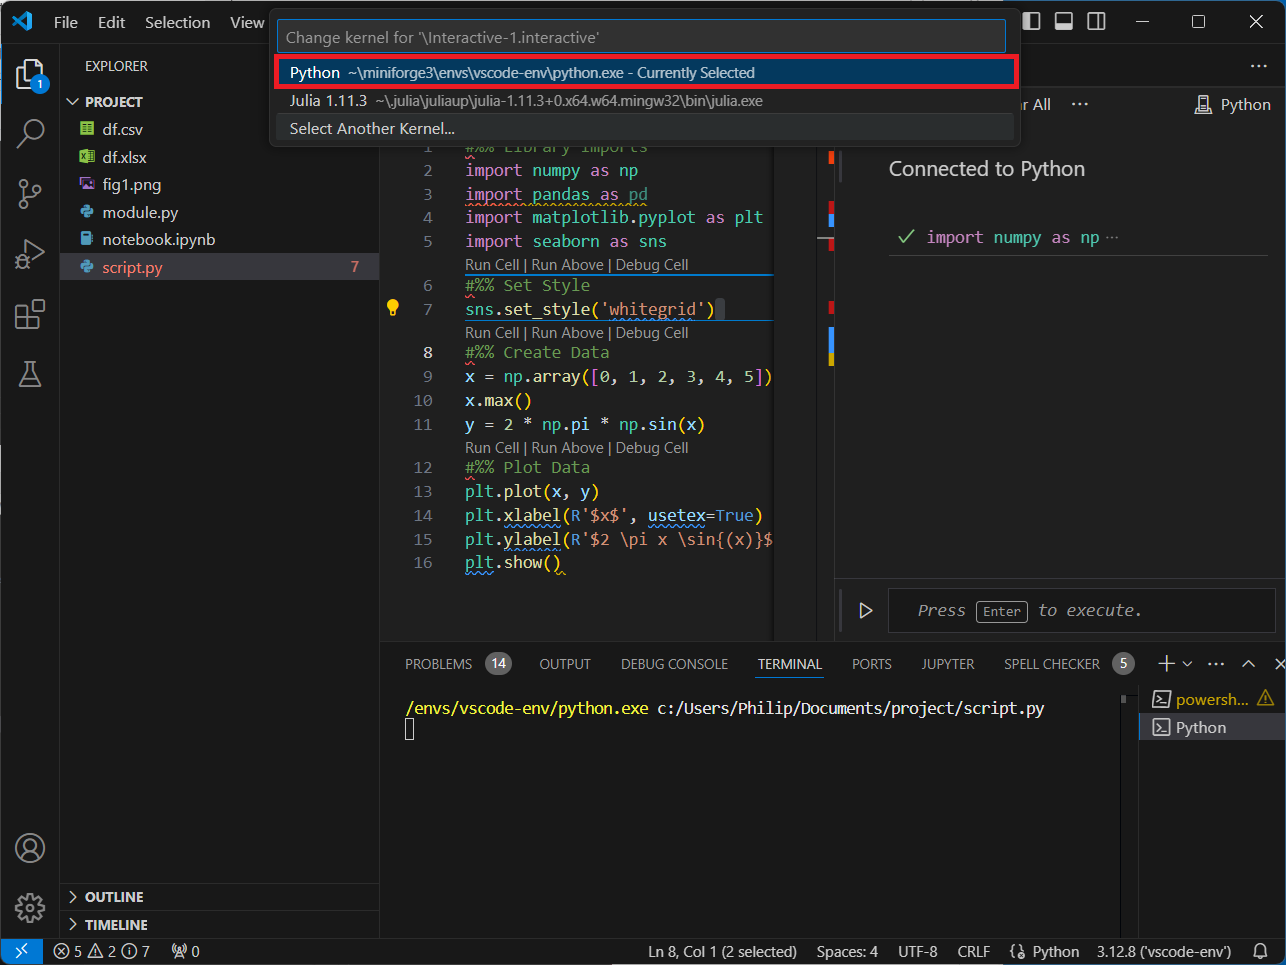 File Edit Selection View
Change kernel for '\Interactive-1.interactive'
Python ~\miniforge3\envs\vscode-env\python.exe - Currently Selected
Julia 1.11.3 ~\.julia\juliaup\julia-1.11.3+0.x64.w64.mingw32\bin\julia.exe
Select Another Kernel...
1
EXPLORER
PROJECT
df.csv
df.xlsx
fig1.png
module.py
notebook.ipynb
script.py 7
OUTLINE
TIMELINE
1 #%% Library Imports
2 import numpy as np
3 import pandas as pd
4 import matplotlib.pyplot as plt
5 import seaborn as sns
Run Cell | Run Above | Debug Cell
6 #%% Set Style
7 sns.set_style('whitegrid')
Run Cell | Run Above | Debug Cell
8 #%% Create Data
9 x = np.array([0, 1, 2, 3, 4, 5])
10 x.max()
11 y = 2 * np.pi * np.sin(x)
Run Cell | Run Above | Debug Cell
12 #%% Plot Data
13 plt.plot(x, y)
14 plt.xlabel(R'$x$', usetex=True)
15 plt.ylabel(R'$2 \pi x \sin{(x)}$
16 plt.show()
r All ··· Python
Connected to Python
import numpy as np ···
Press Enter to execute.
PROBLEMS 14 OUTPUT DEBUG CONSOLE TERMINAL PORTS JUPYTER SPELL CHECKER 5
/envs/vscode-env/python.exe c:/Users/Philip/Documents/project/script.py
powersh...
Python
5 2 7 0 Ln 8, Col 1 (2 selected) Spaces: 4 UTF-8 CRLF Python 3.12.8 ('vscode-env')